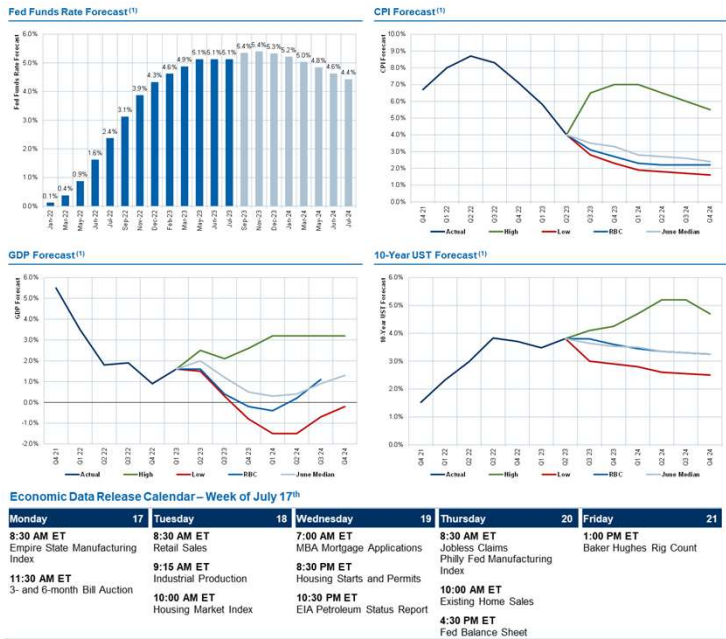 Fed Funds Rate Forecast(1)
Fed Funds Rate Forecast
6.0%
5.0%
4.0%
3.0%
2.0%
1.0%
0.0%
0.1%
0.4%
0.9%
1.6%
2.4%
3.1%
3.9%
4.3%
4.6%
4.9%
5.1%
5.1%
5.1%
5.4%
5.4%
5.3%
5.2%
5.0%
4.8%
4.6%
4.4%
Jan-22
Mar-22
May-22
Jun-22
Jul-22
Sep-22
Nov-22
Dec-22
Feb-23
Mar-23
May-23
Jun-23
Jul-23
Sep-23
Nov-23
Dec-23
Jan-24
Mar-24
May-24
Jun-24
Jul-24
CPI Forecast(1)
CPI Forecast
10.0%
9.0%
8.0%
7.0%
6.0%
5.0%
4.0%
3.0%
2.0%
1.0%
0.0%
Q4 21
Q1 22
Q2 22
Q3 22
Q4 22
Q1 23
Q2 23
Q3 23
Q4 23
Q1 24
Q2 24
Q3 24
Q4 24
Actual High Low RBC June Median
GDP Forecast(1)
GDP Forecast
6.0%
5.0%
4.0%
3.0%
2.0%
1.0%
0.0%
-1.0%
-2.0%
Q4 21
Q1 22
Q2 22
Q3 22
Q4 22
Q1 23
Q2 23
Q3 23
Q4 23
Q1 24
Q2 24
Q3 24
Q4 24
Actual High Low RBC June Median
10-Year UST Forecast(1)
10-Year UST Forecast
6.0%
5.0%
4.0%
3.0%
2.0%
1.0%
0.0%
Q4 21
Q1 22
Q2 22
Q3 22
Q4 22
Q1 23
Q2 23
Q3 23
Q4 23
Q1 24
Q2 24
Q3 24
Q4 24
Actual High Low RBC June Median
Economic Data Release Calendar – Week of July 17th
Monday 17
8:30 AM ET
Empire State Manufacturing
Index
11:30 AM ET
3- and 6-month Bill Auction
Tuesday 18
8:30 AM ET
Retail Sales
9:15 AM ET
Industrial Production
10:00 AM ET
Housing Market Index
Wednesday 19
7:00 AM ET
MBA Mortgage Applications
8:30 PM ET
Housing Starts and Permits
10:30 PM ET
EIA Petroleum Status Report
Thursday 20
8:30 AM ET
Jobless Claims
Philly Fed Manufacturing
Index
10:00 AM ET
Existing Home Sales
4:30 PM ET
Fed Balance Sheet
Friday 21
1:00 PM ET
Baker Hughes Rig Count